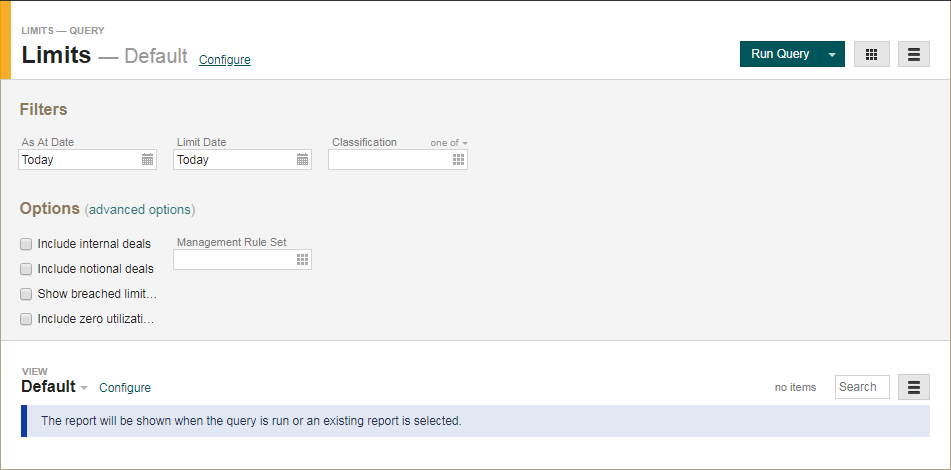 LIMITS — QUERY
Limits — Default Configure
Run Query
Filters
As At Date
Limit Date
Classification
one of
Today
Today
Options (advanced options)
Include internal deals
Management Rule Set
Include notional deals
Show breached limit…
Include zero utilizati…
VIEW
Default Configure
no items
Search
The report will be shown when the query is run or an existing report is selected.